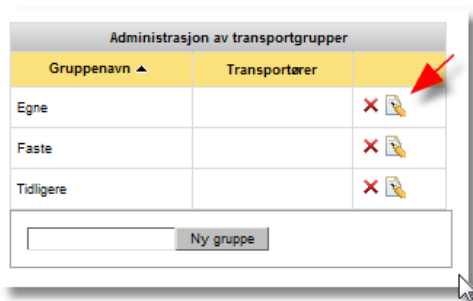 Administrasjon av transportgrupper
Gruppenavn Transportører
Egne
Faste
Tidligere
Ny gruppe